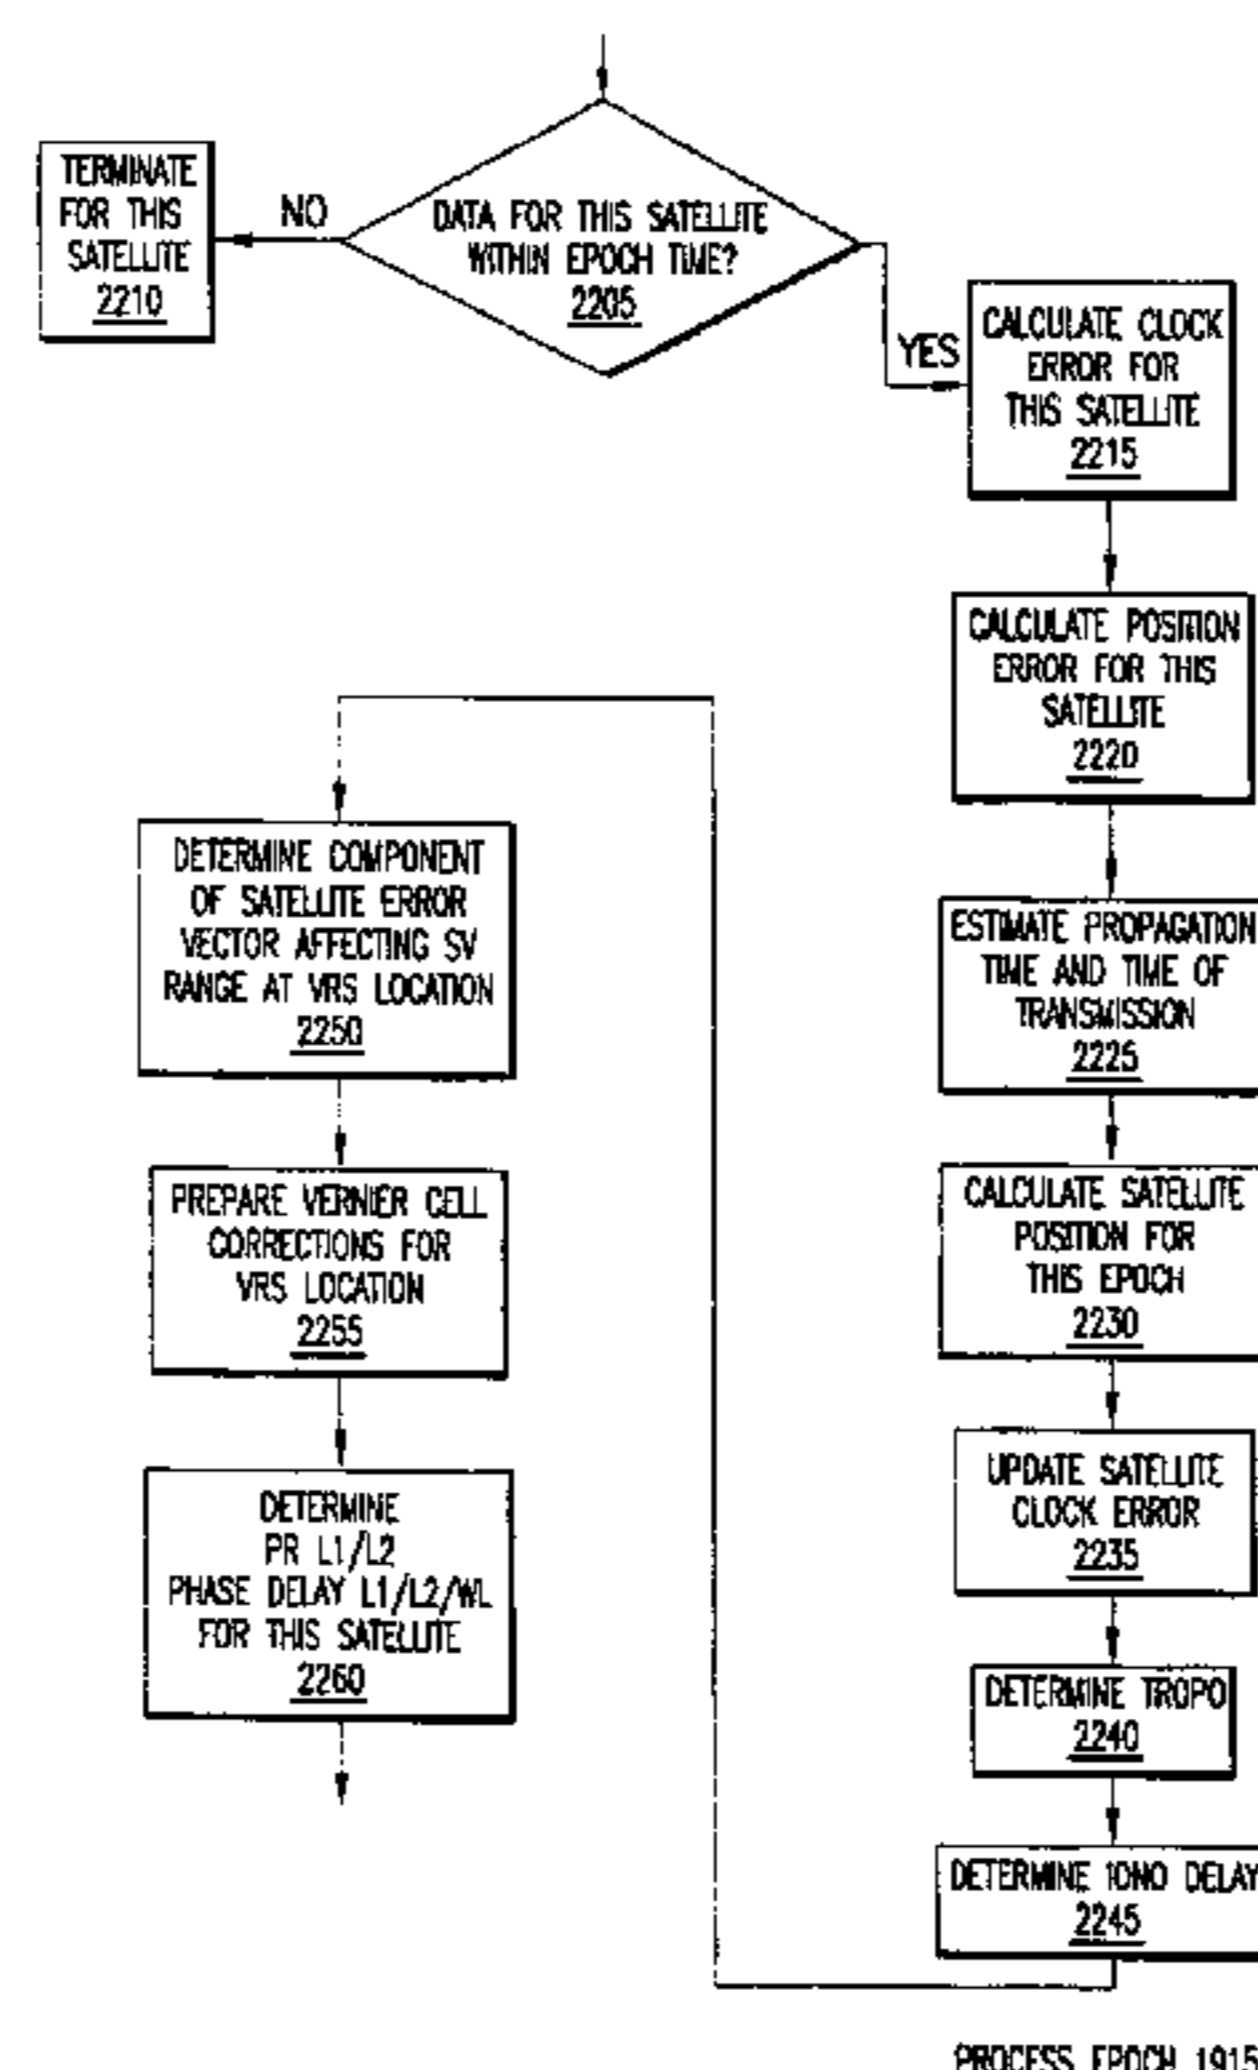 TERMINATE
FOR THIS
SATELLITE
2210
NO
DATA FOR THIS SATELLITE
WITHIN EPOCH TIME?
2205
YES
CALCULATE CLOCK
ERROR FOR
THIS SATELLITE
2215
CALCULATE POSITION
ERROR FOR THIS
SATELLITE
2220
ESTIMATE PROPAGATION
TIME AND TIME OF
TRANSMISSION
2225
CALCULATE SATELLITE
POSITION FOR
THIS EPOCH
2230
UPDATE SATELLITE
CLOCK ERROR
2235
DETERMINE TROPO
2240
DETERMINE IONO DELAY
2245
DETERMINE COMPONENT
OF SATELLITE ERROR
VECTOR AFFECTING SV
RANGE AT VRS LOCATION
2250
PREPARE VERNIER CELL
CORRECTIONS FOR
VRS LOCATION
2255
DETERMINE
PR L1/L2
PHASE DELAY L1/L2/WL
FOR THIS SATELLITE
2260
PROCESS EPOCH 1915